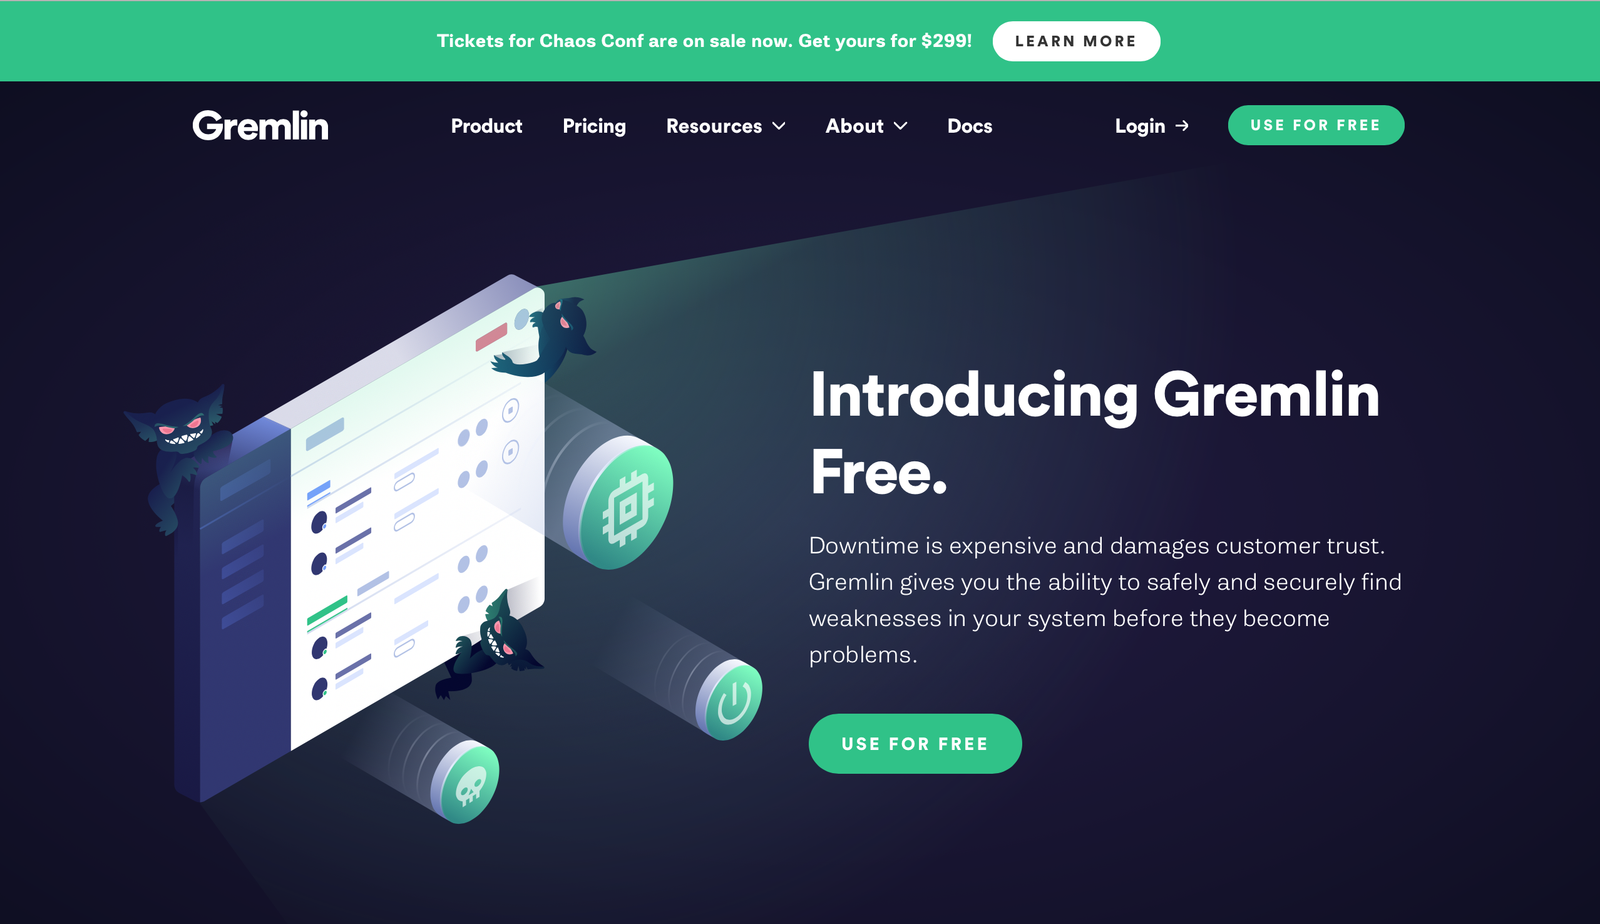 Tickets for Chaos Conf are on sale now. Get yours for $299!
LEARN MORE
Gremlin
Product
Pricing
Resources
About
Docs
Login
USE FOR FREE
Introducing Gremlin
Free.
Downtime is expensive and damages customer trust.
Gremlin gives you the ability to safely and securely find
weaknesses in your system before they become
problems.
USE FOR FREE